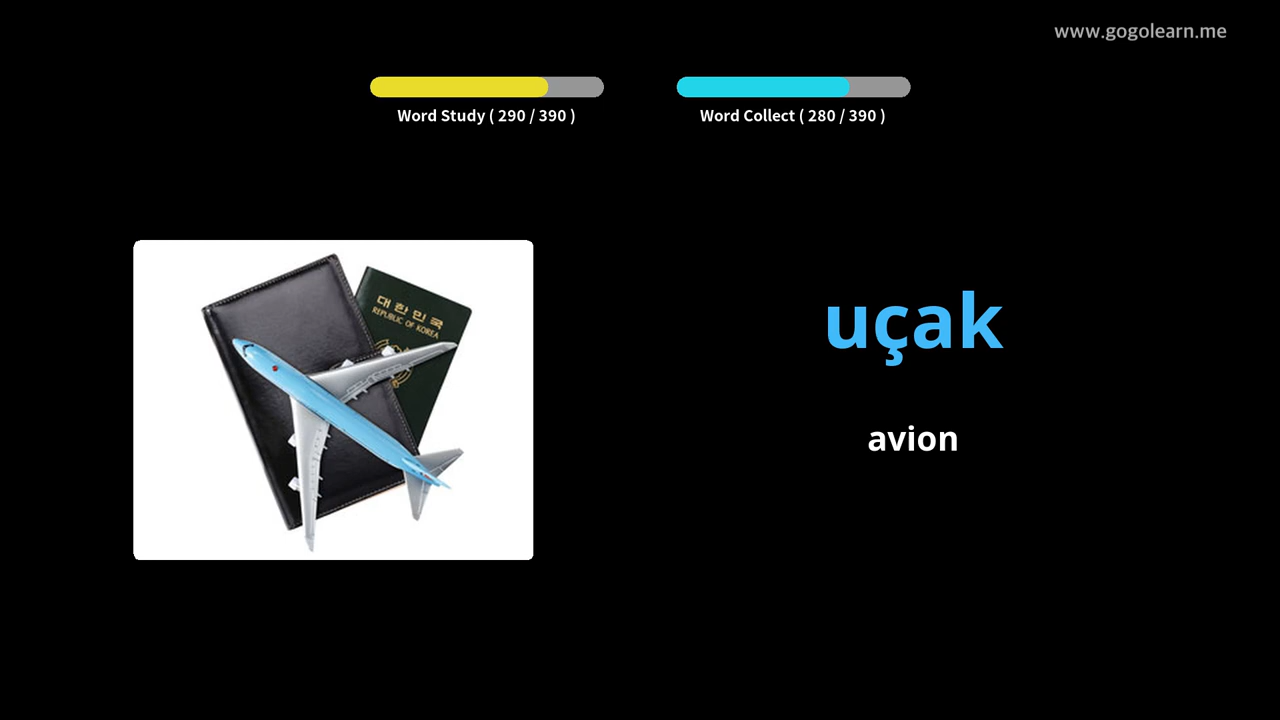 www.gogolearn.me
Word Study ( 290 / 390 )
Word Collect ( 280 / 390 )
대한민국
REPUBLIC OF KOREA
uçak
avion